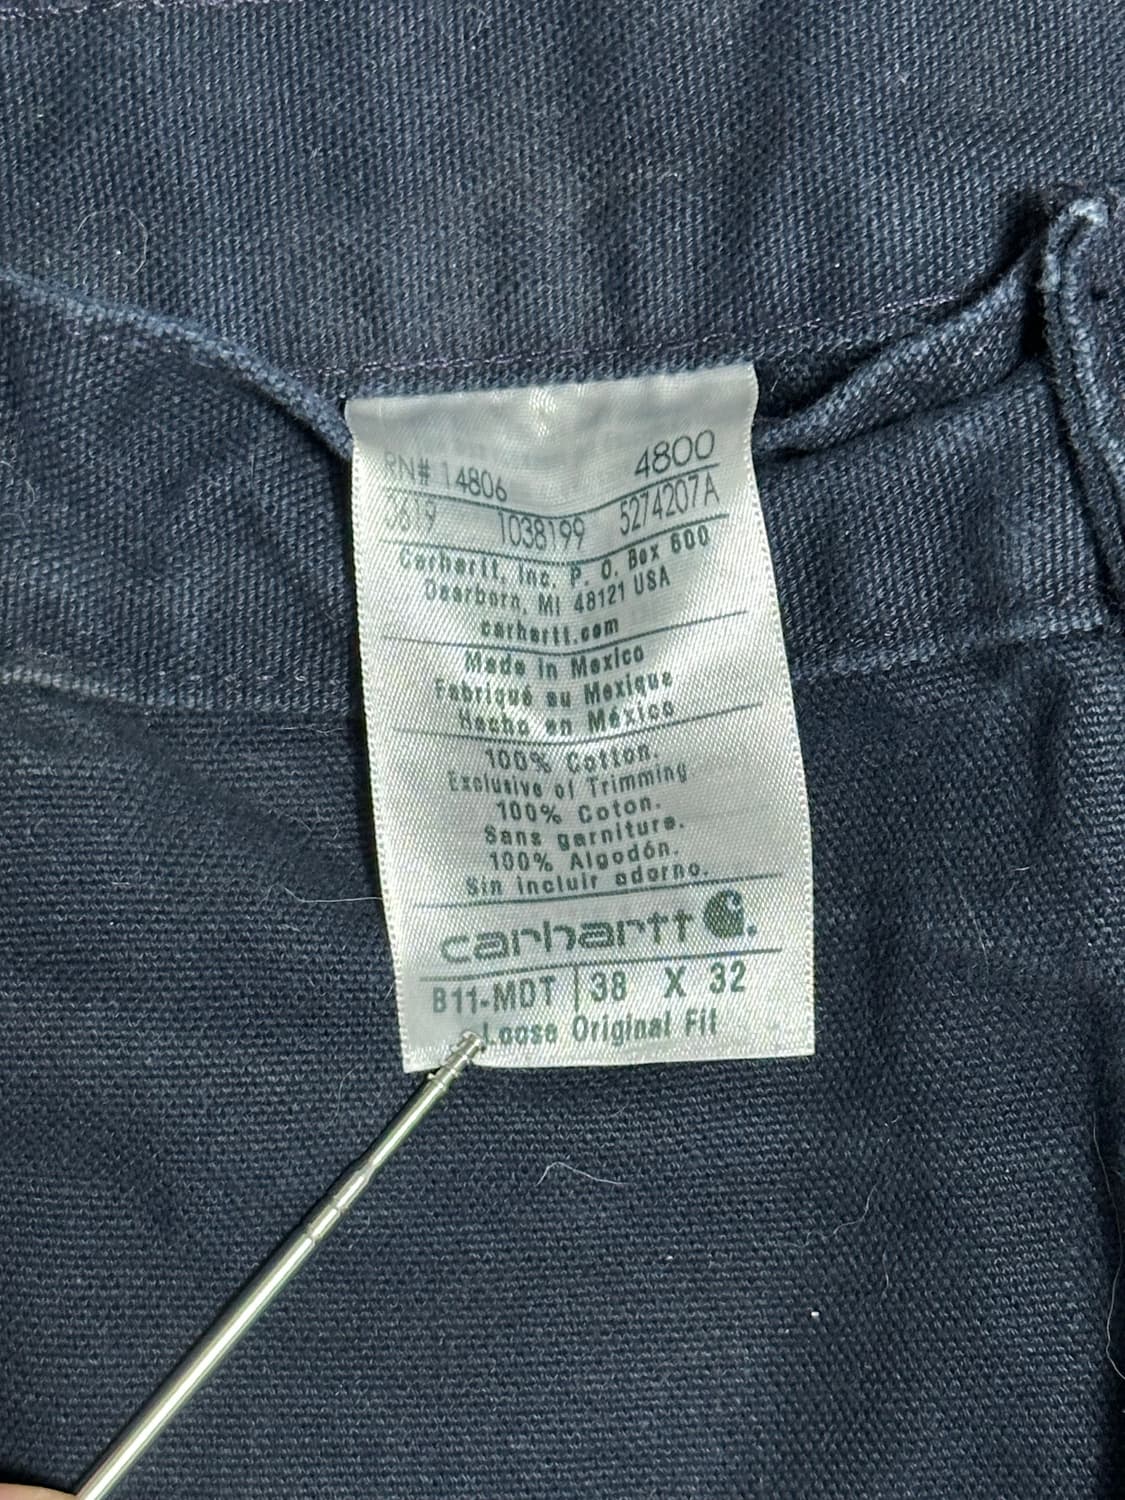 RN# 14806 4800
3619 1038199 5274207A
Carhartt, Inc. P. O. Box 600
Dearborn, MI 48121 USA
carhartt.com
Made in Mexico
Fabriqué au Mexique
Hecho en México
100% Cotton.
Exclusive of Trimming
100% Coton.
Sans garniture.
100% Algodón.
Sin incluir adorno.
carhartt
B11-MDT | 38 X 32
Loose Original Fit